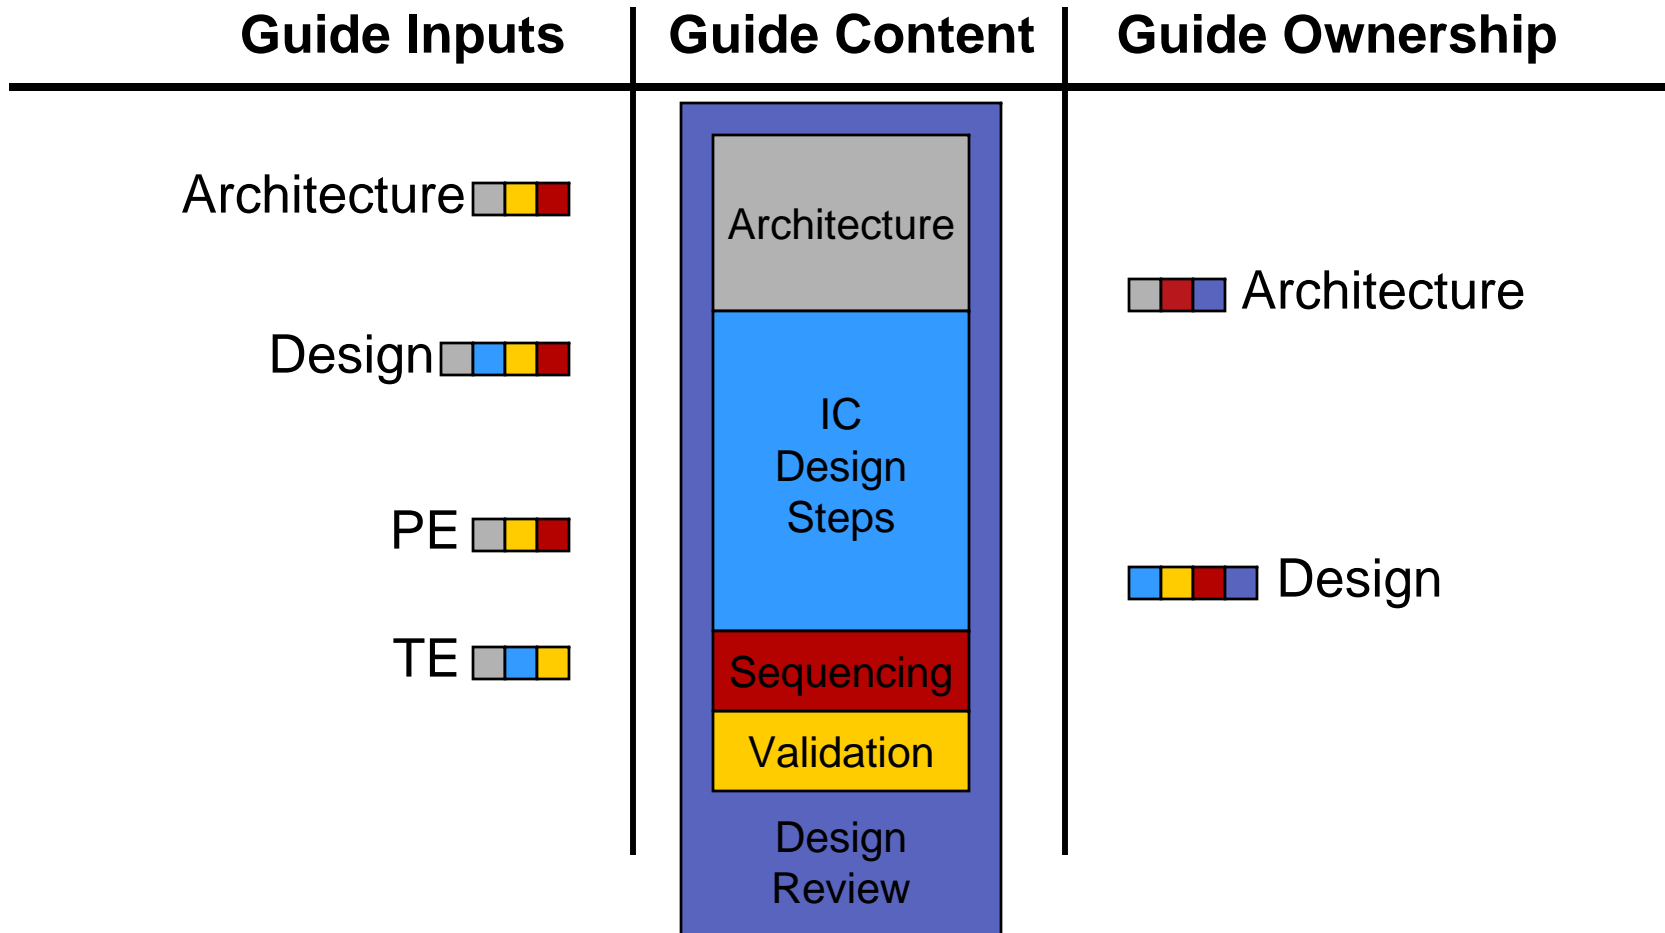 Guide Inputs
Guide Content
Guide Ownership
Architecture
Design
PE
TE
Architecture
IC
Design
Steps
Sequencing
Validation
Design
Review
Architecture
Design